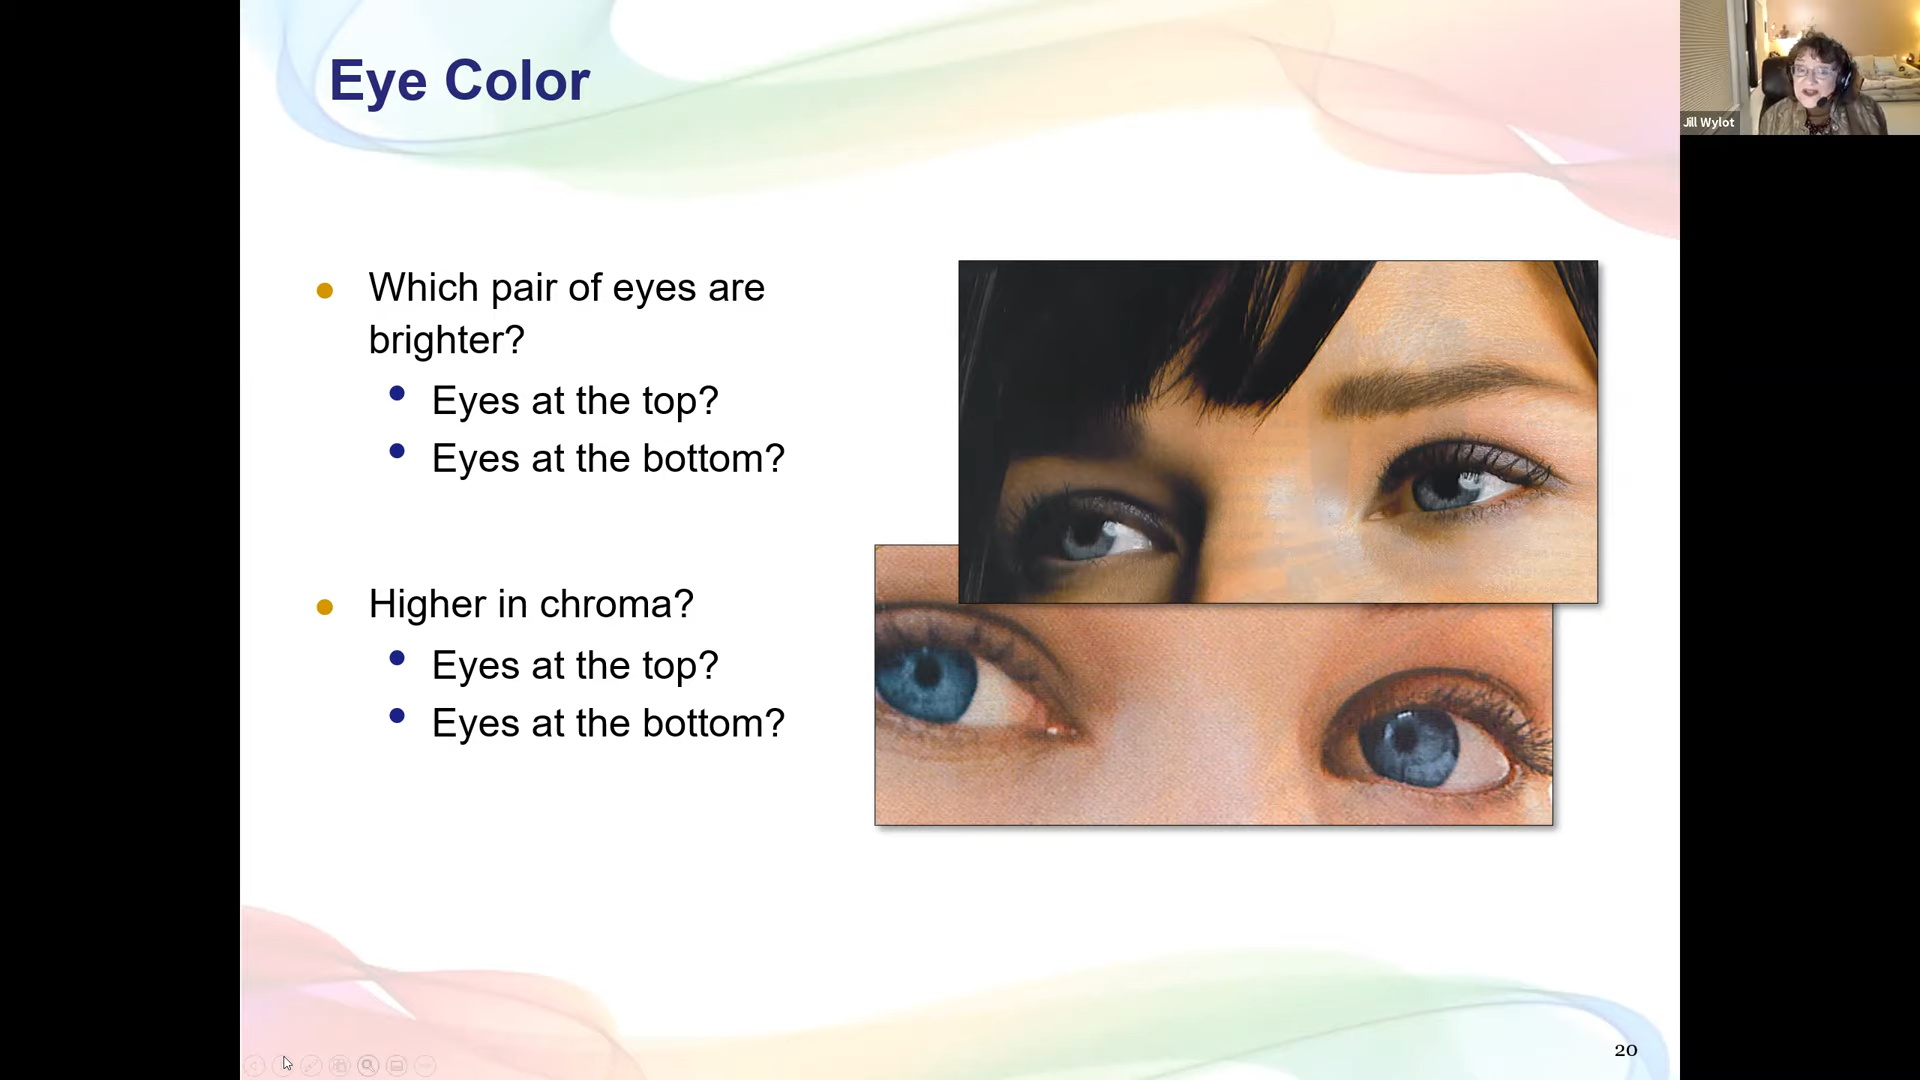 Eye Color
Jill Wylot
Which pair of eyes are
brighter?
Eyes at the top?
Eyes at the bottom?
Higher in chroma?
Eyes at the top?
Eyes at the bottom?
20